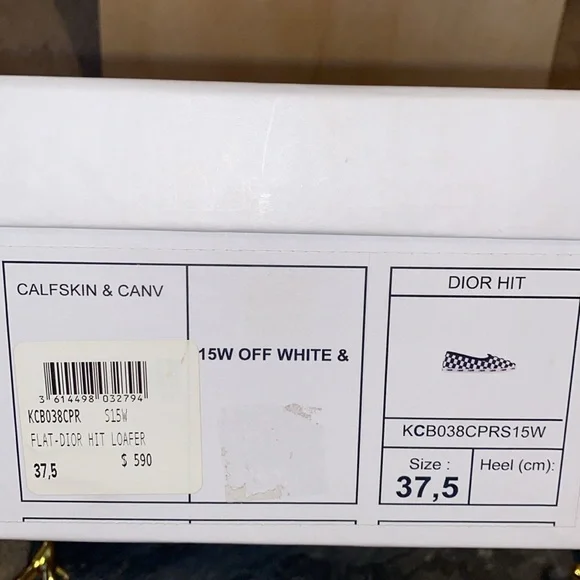 CALFSKIN & CANV
15W OFF WHITE &
DIOR HIT
KCB038CPRS15W
Size :
37,5
Heel (cm):
3 614498 032794
KCB038CPR S15W
FLAT-DIOR HIT LOAFER
$ 590
37,5